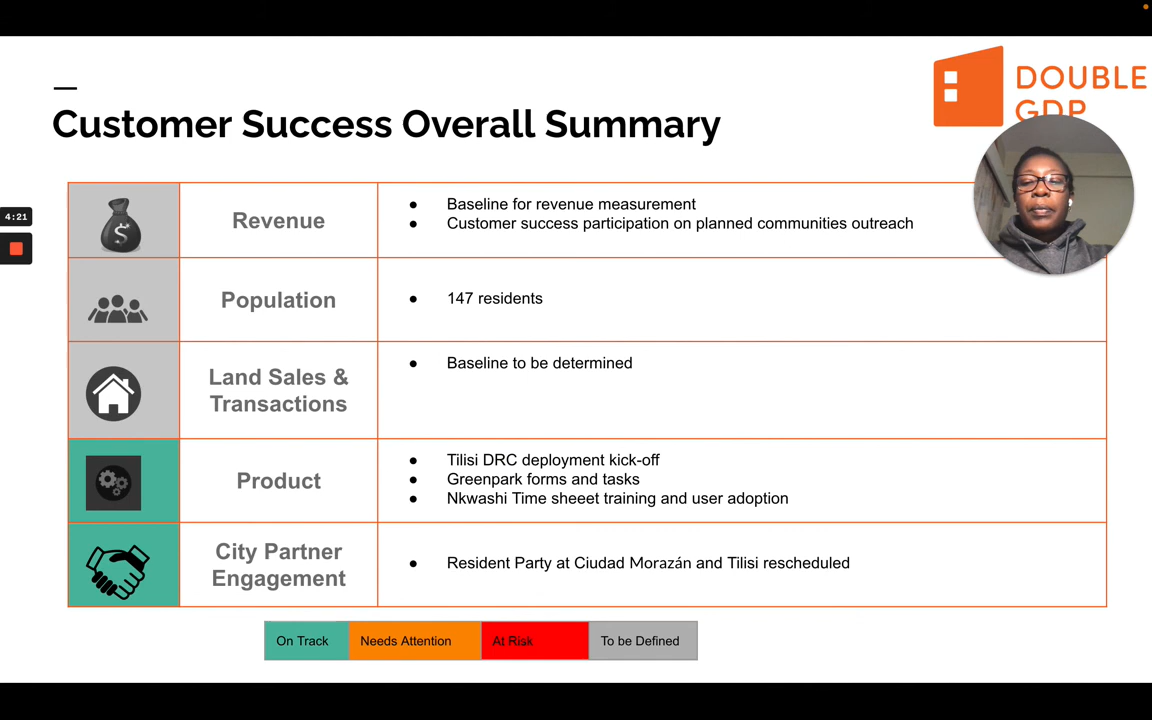 DOUBLE
GDP
Customer Success Overall Summary
4:21
Revenue
● Baseline for revenue measurement
● Customer success participation on planned communities outreach
Population
● 147 residents
Land Sales &
Transactions
● Baseline to be determined
Product
● Tilisi DRC deployment kick-off
● Greenpark forms and tasks
● Nkwashi Time sheeet training and user adoption
City Partner
Engagement
● Resident Party at Ciudad Morazán and Tilisi rescheduled
On Track
Needs Attention
At Risk
To be Defined